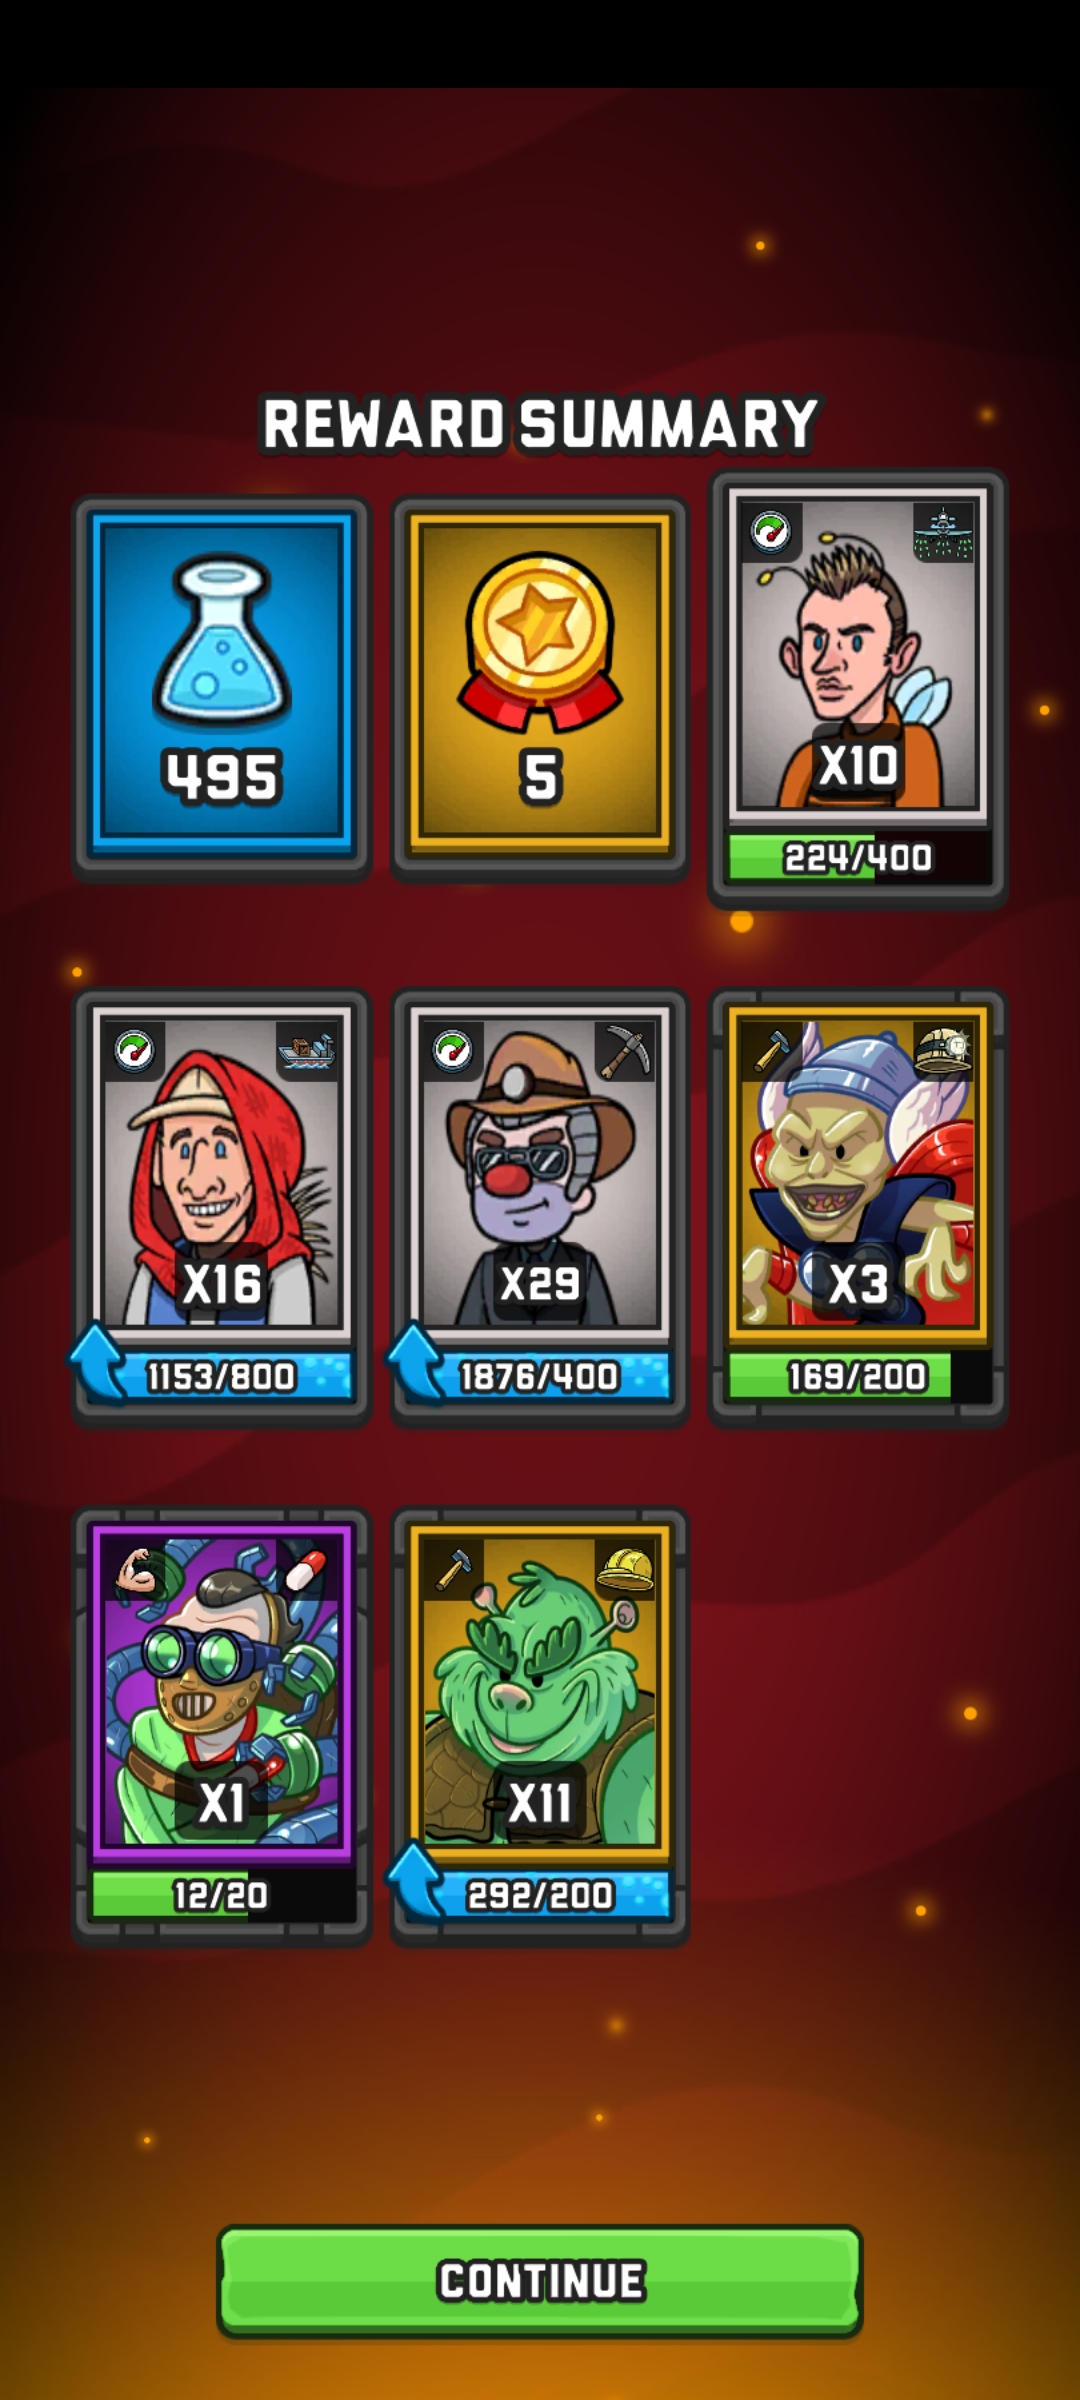 REWARD SUMMARY
495
5
X10
224/400
X16
X29
X3
1153/800
1876/400
169/200
X1
X11
12/20
292/200
CONTINUE